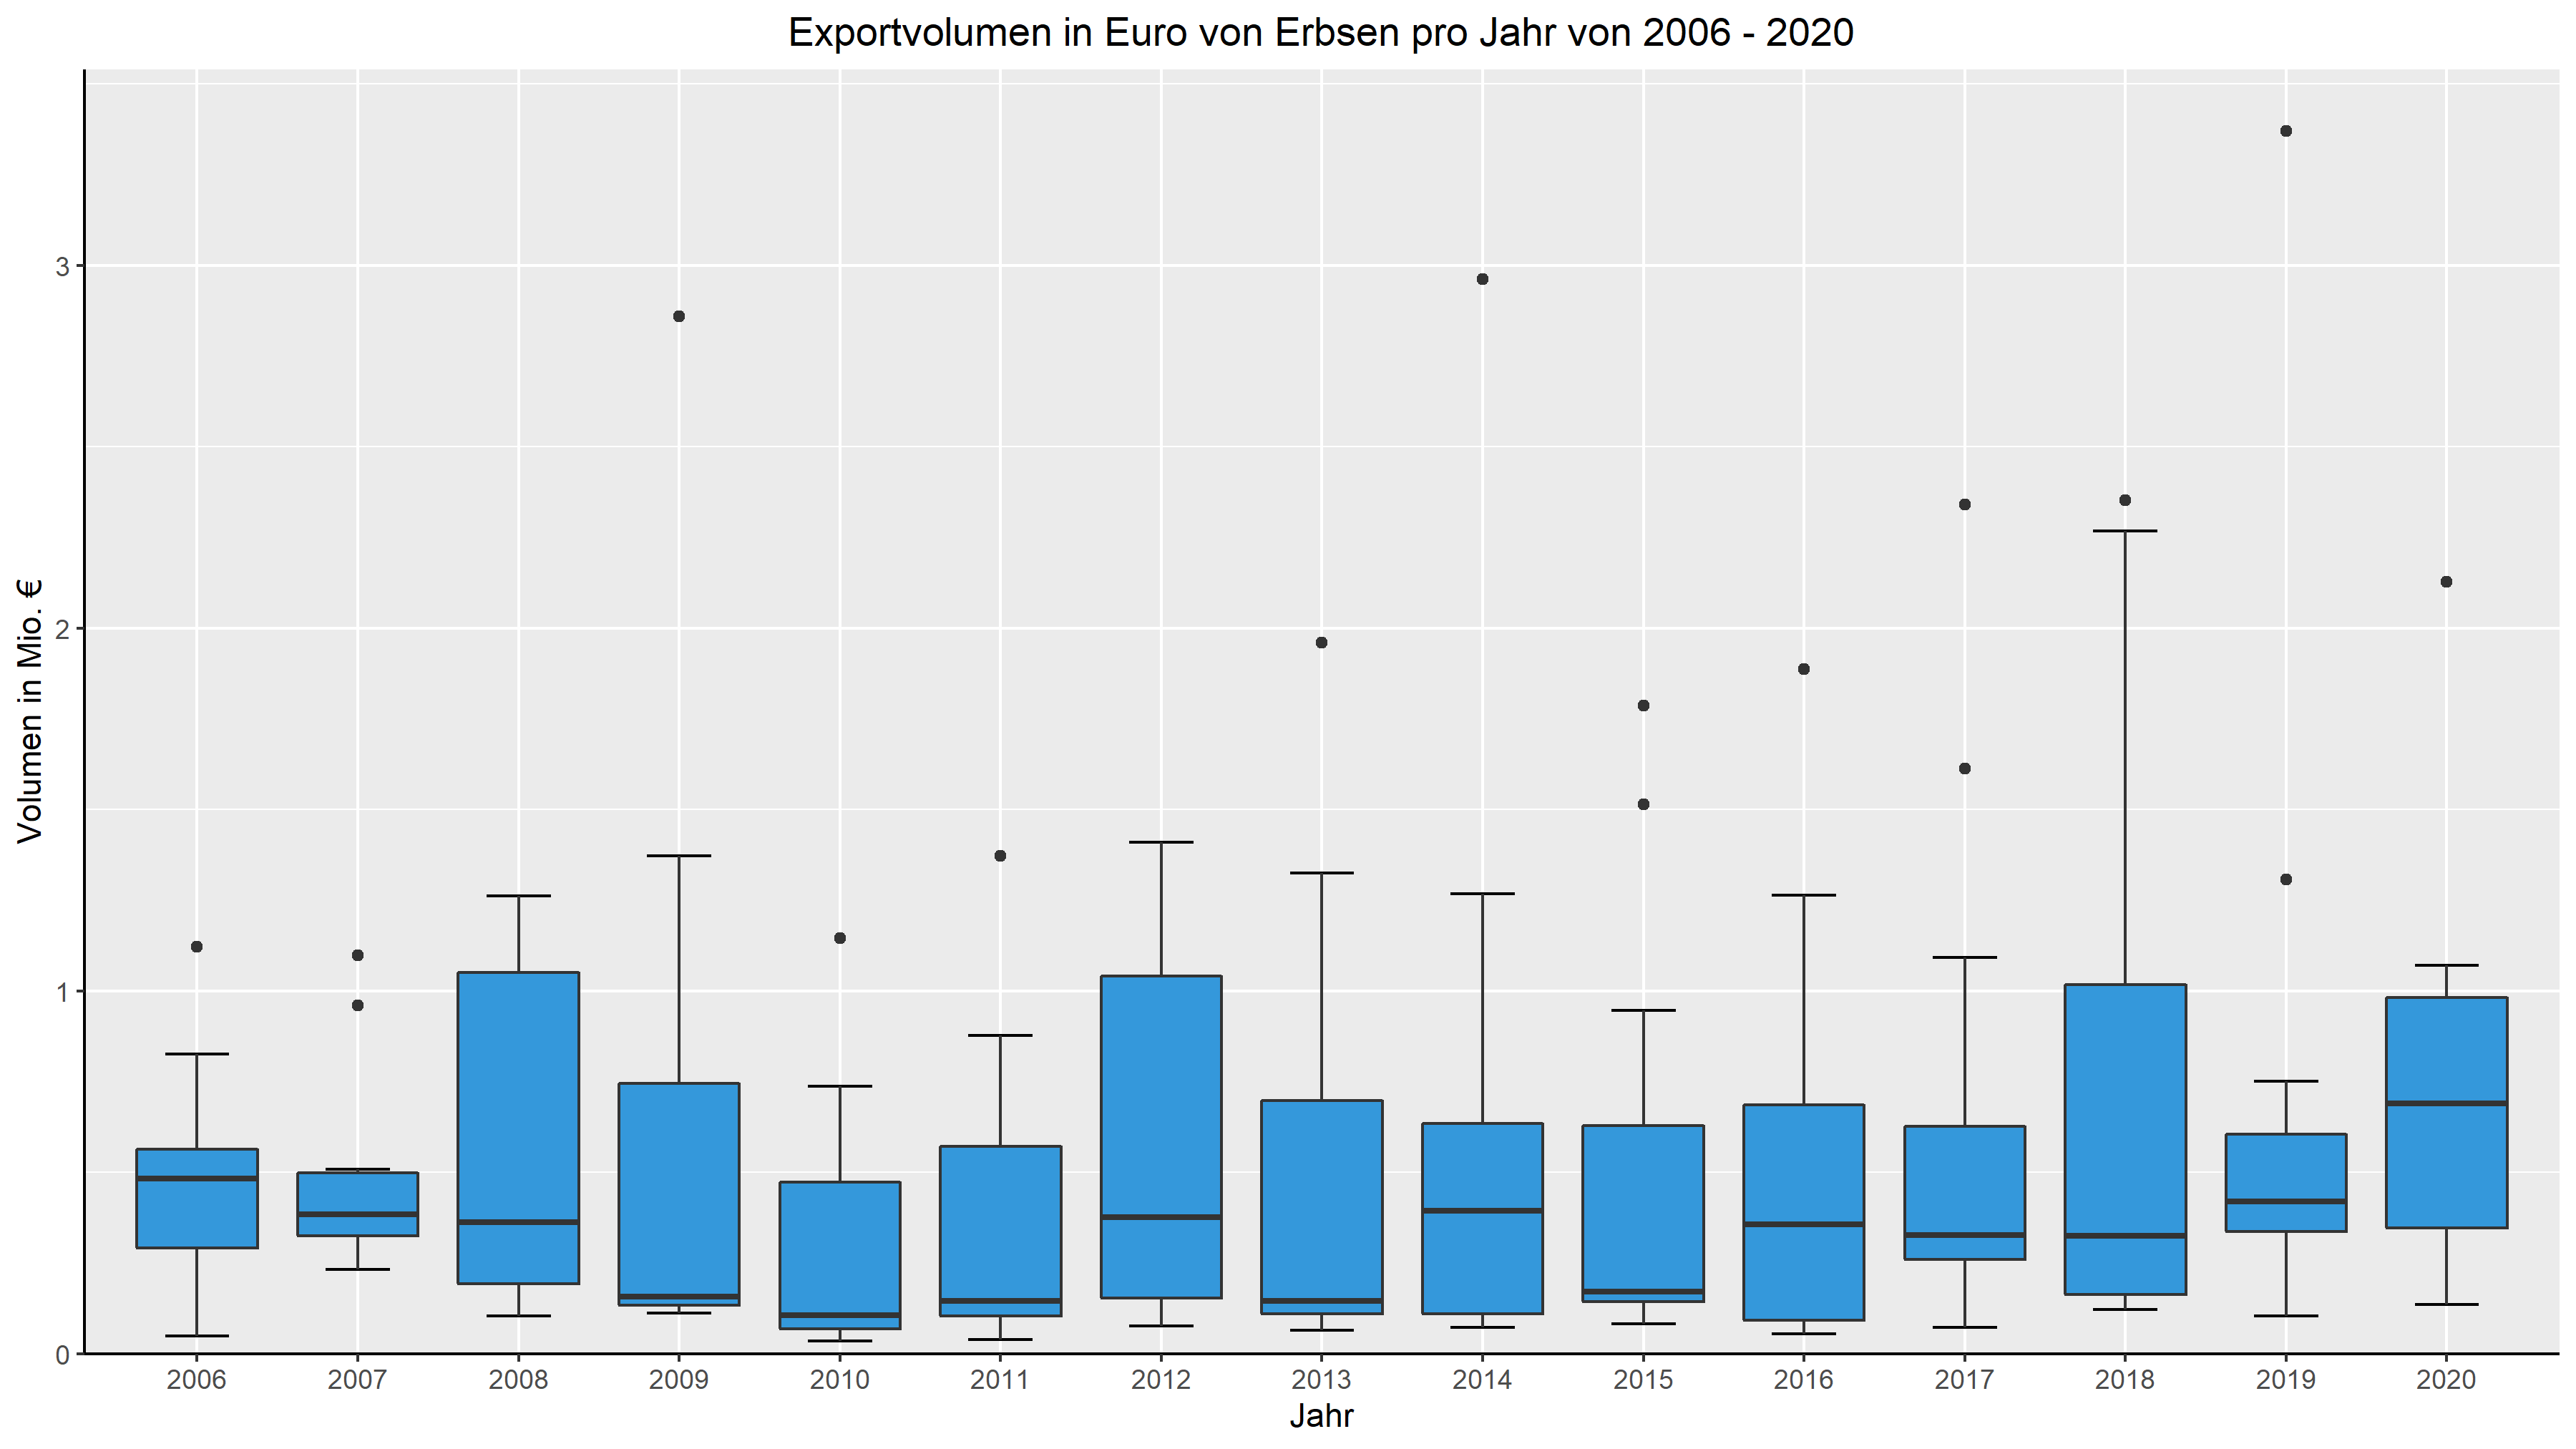 Exportvolumen in Euro von Erbsen pro Jahr von 2006 - 2020
Volumen in Mio. €
3
2
1
0
2006 2007 2008 2009 2010 2011 2012 2013 2014 2015 2016 2017 2018 2019 2020
Jahr